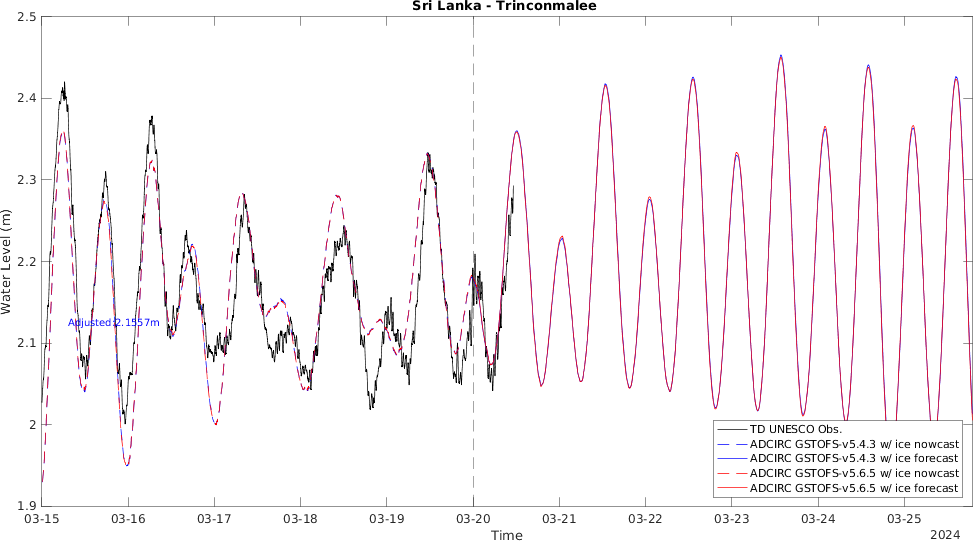 Sri Lanka - Trinconmalee
2.5
2.4
2.3
2.2
2.1
2
1.9
Water Level (m)
Adjusted 2.1557m
TD UNESCO Obs.
ADCIRC GSTOFS-v5.4.3 w/ ice nowcast
ADCIRC GSTOFS-v5.4.3 w/ ice forecast
ADCIRC GSTOFS-v5.6.5 w/ ice nowcast
ADCIRC GSTOFS-v5.6.5 w/ ice forecast
03-15 03-16 03-17 03-18 03-19 03-20 03-21 03-22 03-23 03-24 03-25
Time
2024